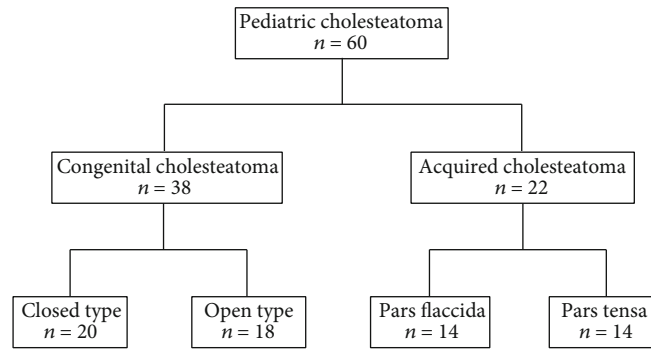 Pediatric cholesteatoma
n = 60
Congenital cholesteatoma
n = 38
Acquired cholesteatoma
n = 22
Closed type
n = 20
Open type
n = 18
Pars flaccida
n = 14
Pars tensa
n = 14